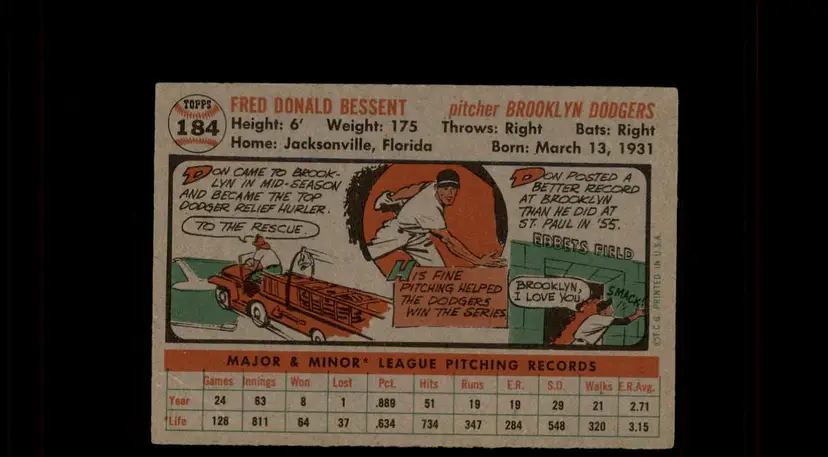 TOPPS
184
FRED DONALD BESSENT pitcher BROOKLYN DODGERS
Height: 6' Weight: 175 Throws: Right Bats: Right
Home: Jacksonville, Florida Born: March 13, 1931
DON CAME TO BROOK-
LYN IN MID-SEASON
AND BECAME THE TOP
DODGER RELIEF HURLER.
TO THE RESCUE.
HIS FINE
PITCHING HELPED
THE DODGERS
WIN THE SERIES.
DON POSTED A
BETTER RECORD
AT BROOKLYN
THAN HE DID AT
ST. PAUL IN '55.
EBBETS FIELD
BROOKLYN,
I LOVE YOU
SMACK!
© T.C.G. PRINTED IN U.S.A.
MAJOR & MINOR* LEAGUE PITCHING RECORDS
Games Innings Won Lost Pct. Hits Runs E.R. S.O. Walks E.R.Avg.
Year 24 63 8 1 .889 51 19 19 29 21 2.71
*Life 128 811 64 37 .634 734 347 284 548 320 3.15